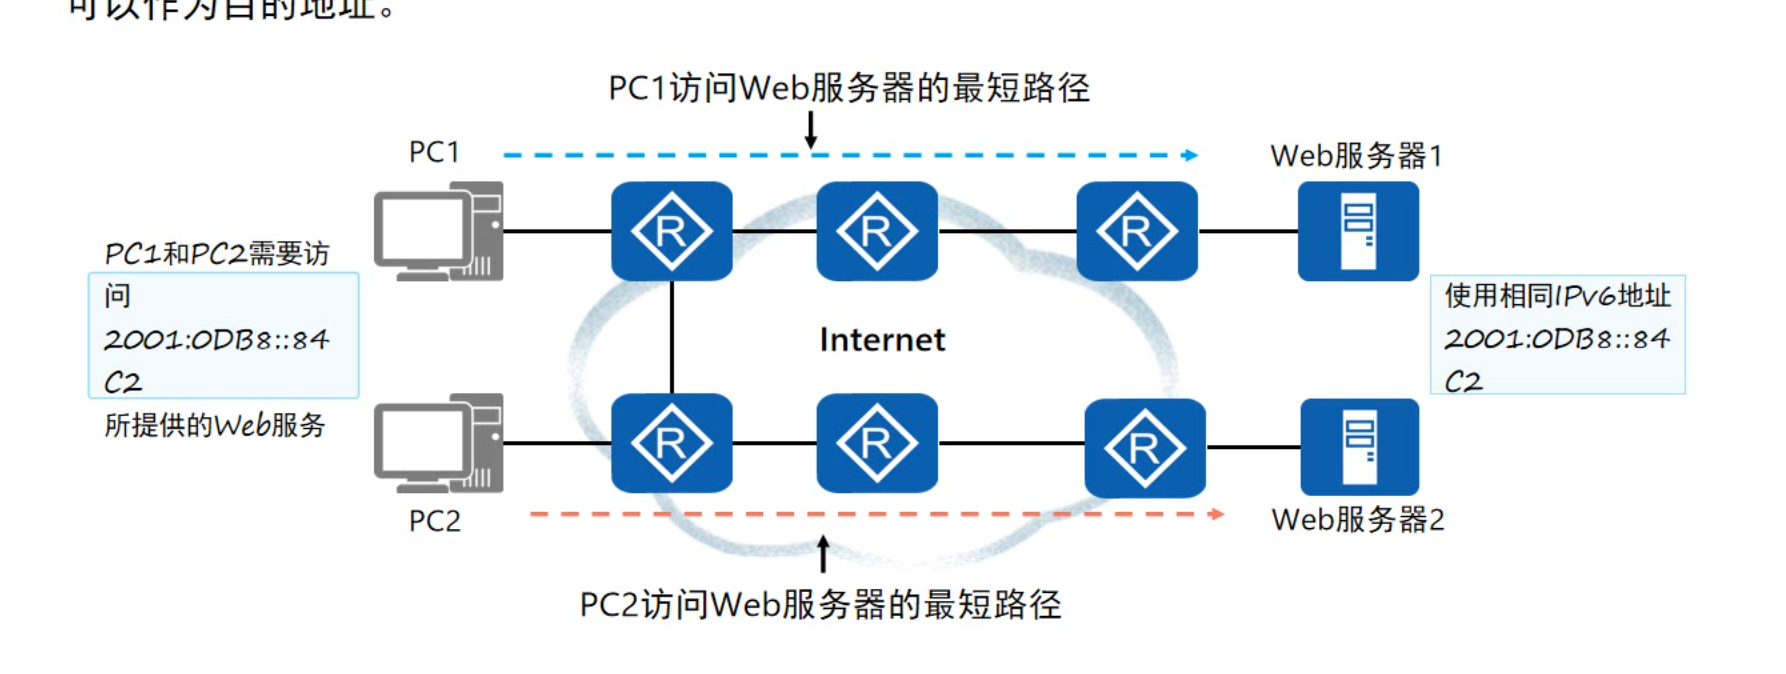 可以作为目的地址。
PC1访问Web服务器的最短路径
PC1
Web服务器1
PC1和PC2需要访
问
2001:0DB8::84
C2
所提供的Web服务
R
R
R
使用相同IPv6地址
2001:0DB8::84
C2
Internet
R
R
R
PC2
Web服务器2
PC2访问Web服务器的最短路径